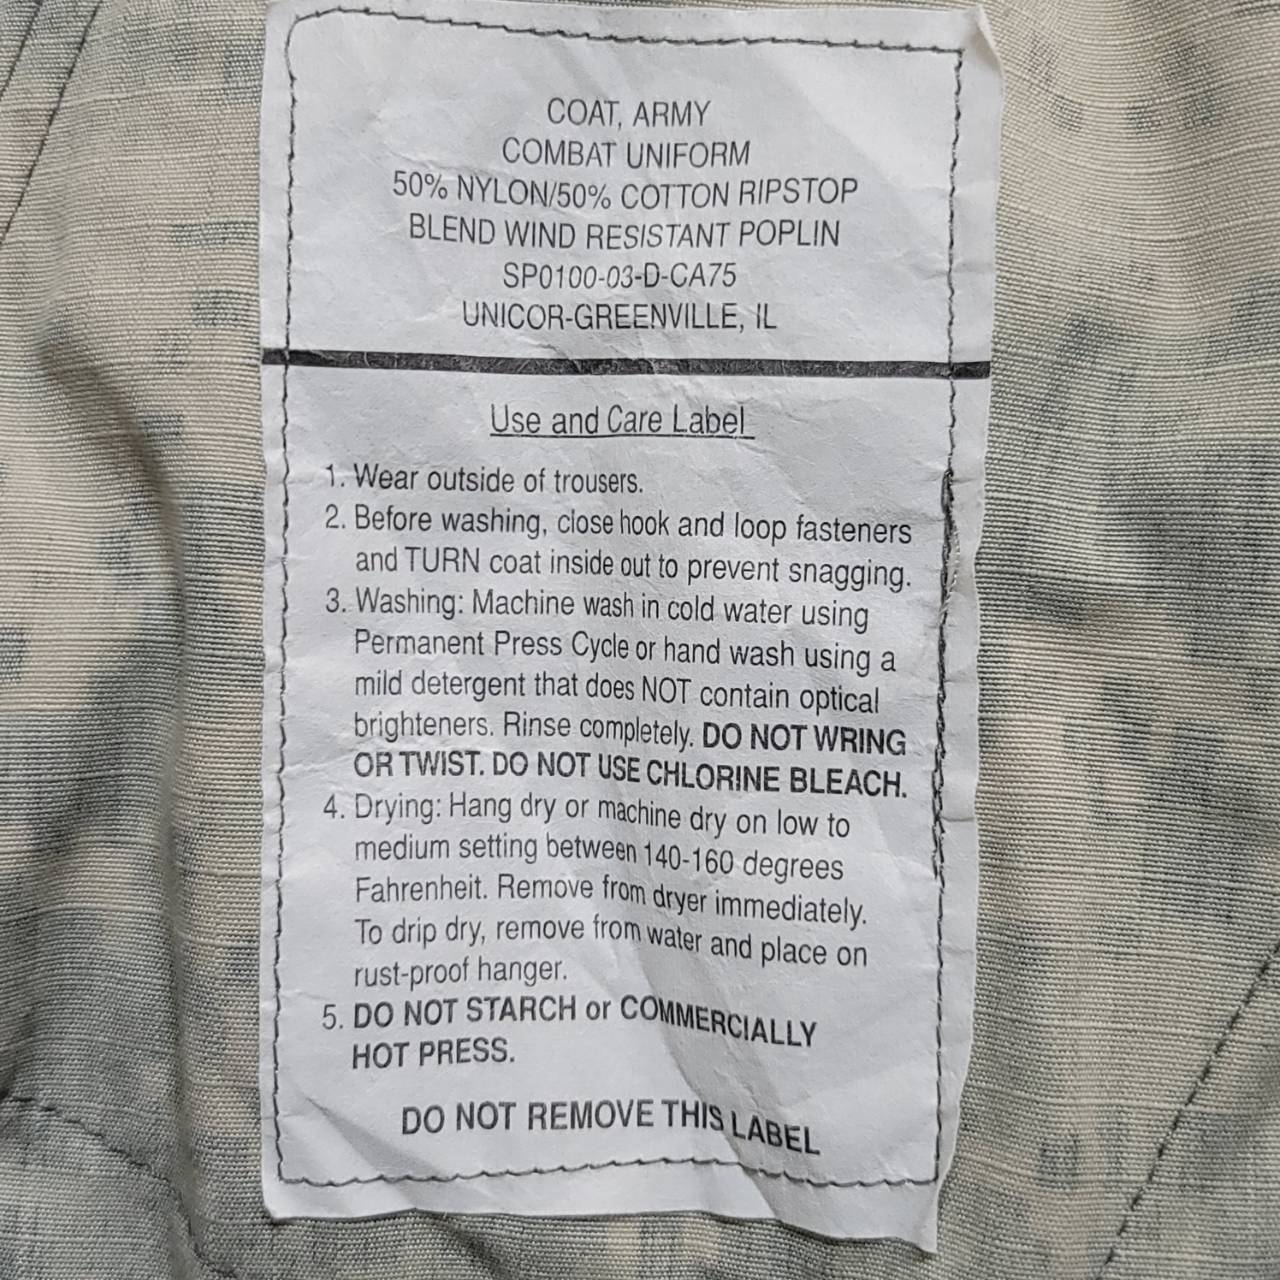 COAT, ARMY
COMBAT UNIFORM
50% NYLON/50% COTTON RIPSTOP
BLEND WIND RESISTANT POPLIN
SP0100-03-D-CA75
UNICOR-GREENVILLE, IL
Use and Care Label
1. Wear outside of trousers.
2. Before washing, close hook and loop fasteners
and TURN coat inside out to prevent snagging.
3. Washing: Machine wash in cold water using
Permanent Press Cycle or hand wash using a
mild detergent that does NOT contain optical
brighteners. Rinse completely. DO NOT WRING
OR TWIST. DO NOT USE CHLORINE BLEACH.
4. Drying: Hang dry or machine dry on low to
medium setting between 140-160 degrees
Fahrenheit. Remove from dryer immediately.
To drip dry, remove from water and place on
rust-proof hanger.
5. DO NOT STARCH or COMMERCIALLY
HOT PRESS.
DO NOT REMOVE THIS LABEL